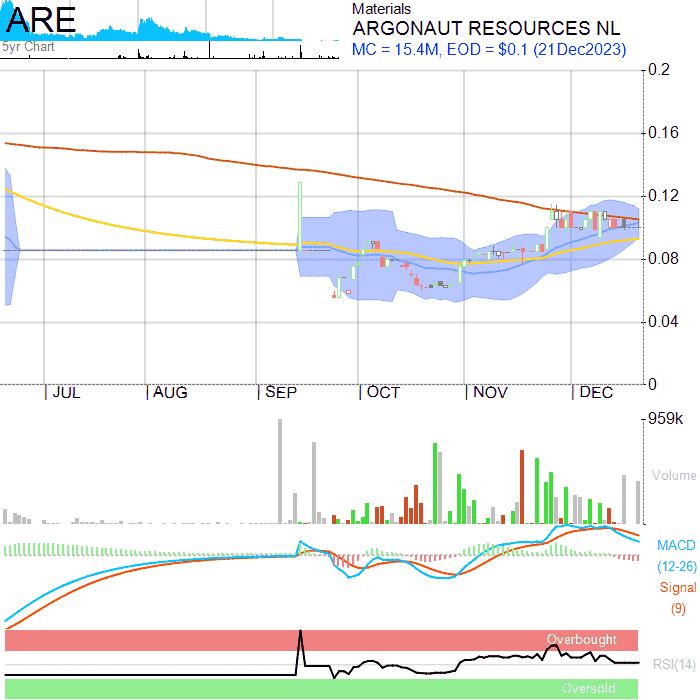 ARE
5yr Chart
Materials
ARGONAUT RESOURCES NL
MC = 15.4M, EOD = $0.1 (21Dec2023)
0.2
0.16
0.12
0.08
0.04
0
JUL AUG SEP OCT NOV DEC
959k
Volume
MACD
(12-26)
Signal
(9)
Overbought
RSI(14)
Oversold